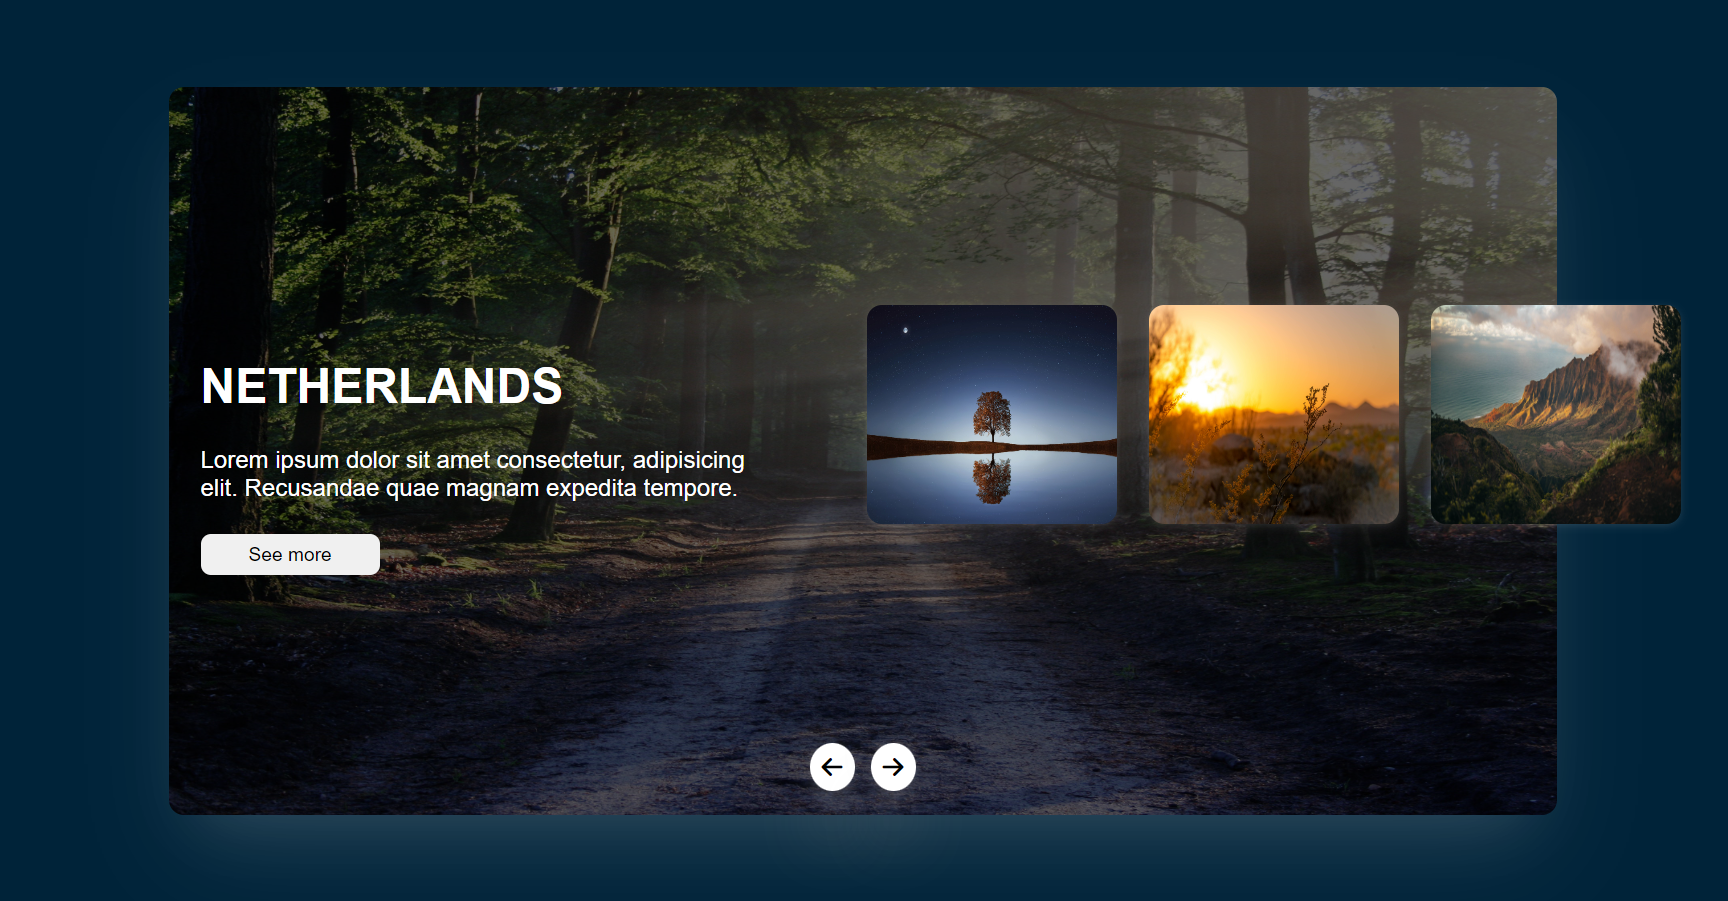 NETHERLANDS
Lorem ipsum dolor sit amet consectetur, adipisicing
elit. Recusandae quae magnam expedita tempore.
See more